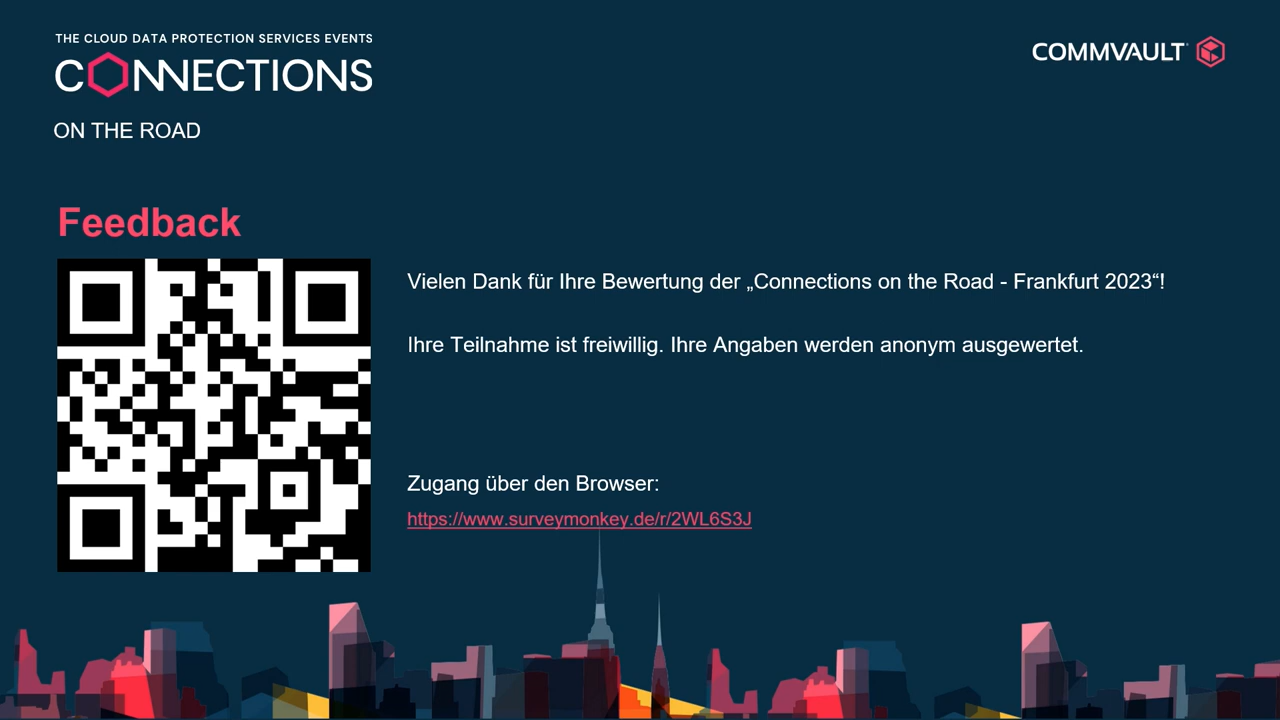 THE CLOUD DATA PROTECTION SERVICES EVENTS
CONNECTIONS
COMMVAULT
ON THE ROAD
Feedback
Vielen Dank für Ihre Bewertung der „Connections on the Road - Frankfurt 2023“!
Ihre Teilnahme ist freiwillig. Ihre Angaben werden anonym ausgewertet.
Zugang über den Browser:
https://www.surveymonkey.de/r/2WL6S3J